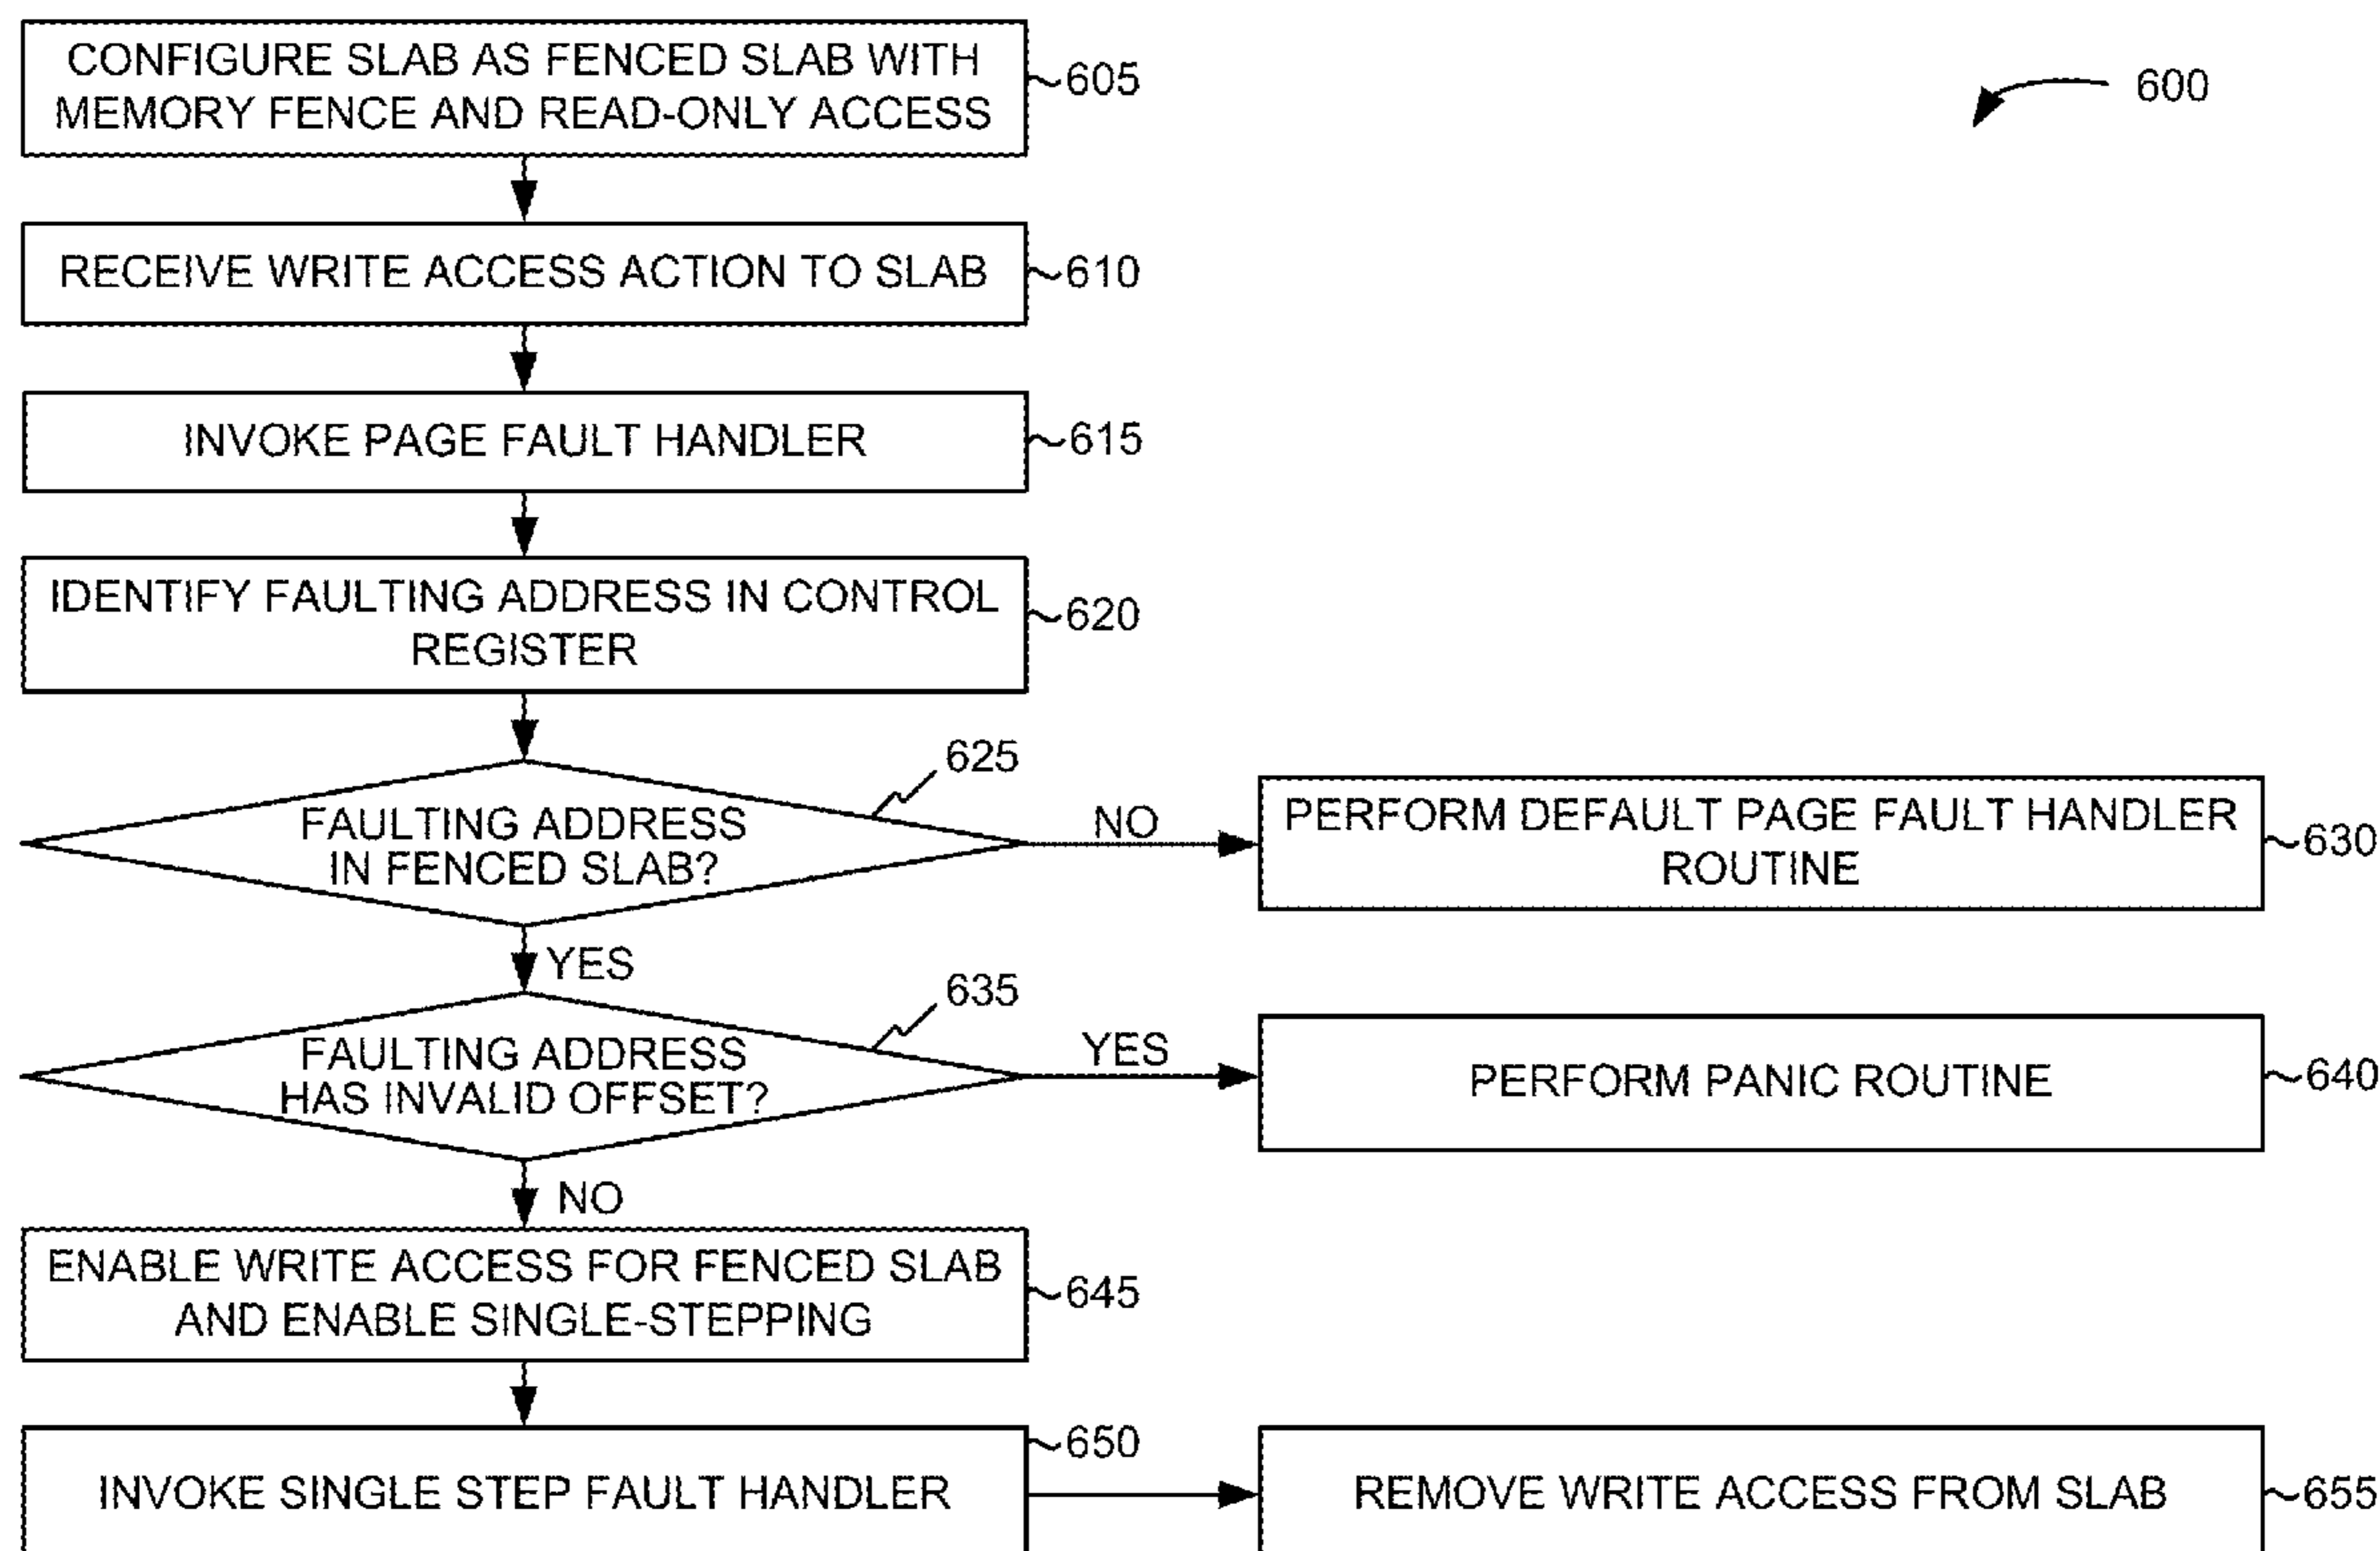 CONFIGURE SLAB AS FENCED SLAB WITH
MEMORY FENCE AND READ-ONLY ACCESS
605
600
RECEIVE WRITE ACCESS ACTION TO SLAB
610
INVOKE PAGE FAULT HANDLER
615
IDENTIFY FAULTING ADDRESS IN CONTROL
REGISTER
620
625
FAULTING ADDRESS
IN FENCED SLAB?
NO
PERFORM DEFAULT PAGE FAULT HANDLER
ROUTINE
630
YES
635
FAULTING ADDRESS
HAS INVALID OFFSET?
YES
PERFORM PANIC ROUTINE
640
NO
ENABLE WRITE ACCESS FOR FENCED SLAB
AND ENABLE SINGLE-STEPPING
645
INVOKE SINGLE STEP FAULT HANDLER
650
REMOVE WRITE ACCESS FROM SLAB
655